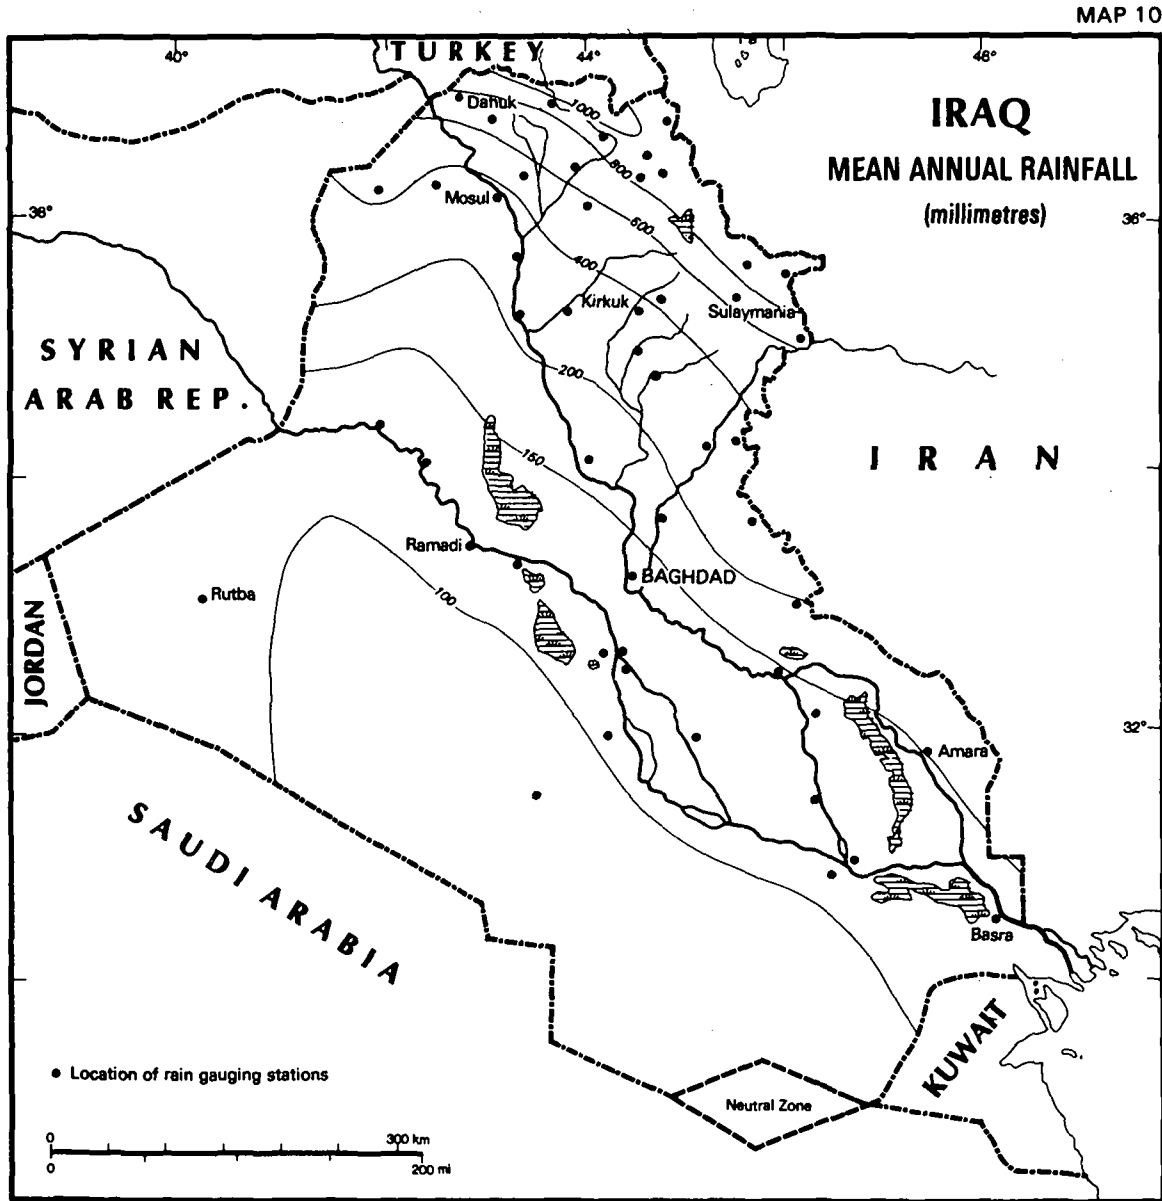 MAP 10
40°
TURKEY
44°
46°
IRAQ
MEAN ANNUAL RAINFALL
(millimetres)
Dahuk
1000
800
Mosul
36°
36°
600
400
Kirkuk
Sulaymania
SYRIAN
ARAB REP.
200
IRAN
150
Ramadi
BAGHDAD
Rutba
100
JORDAN
32°
Amara
SAUDI ARABIA
Basra
KUWAIT
Location of rain gauging stations
Neutral Zone
0 300 km
0 200 mi